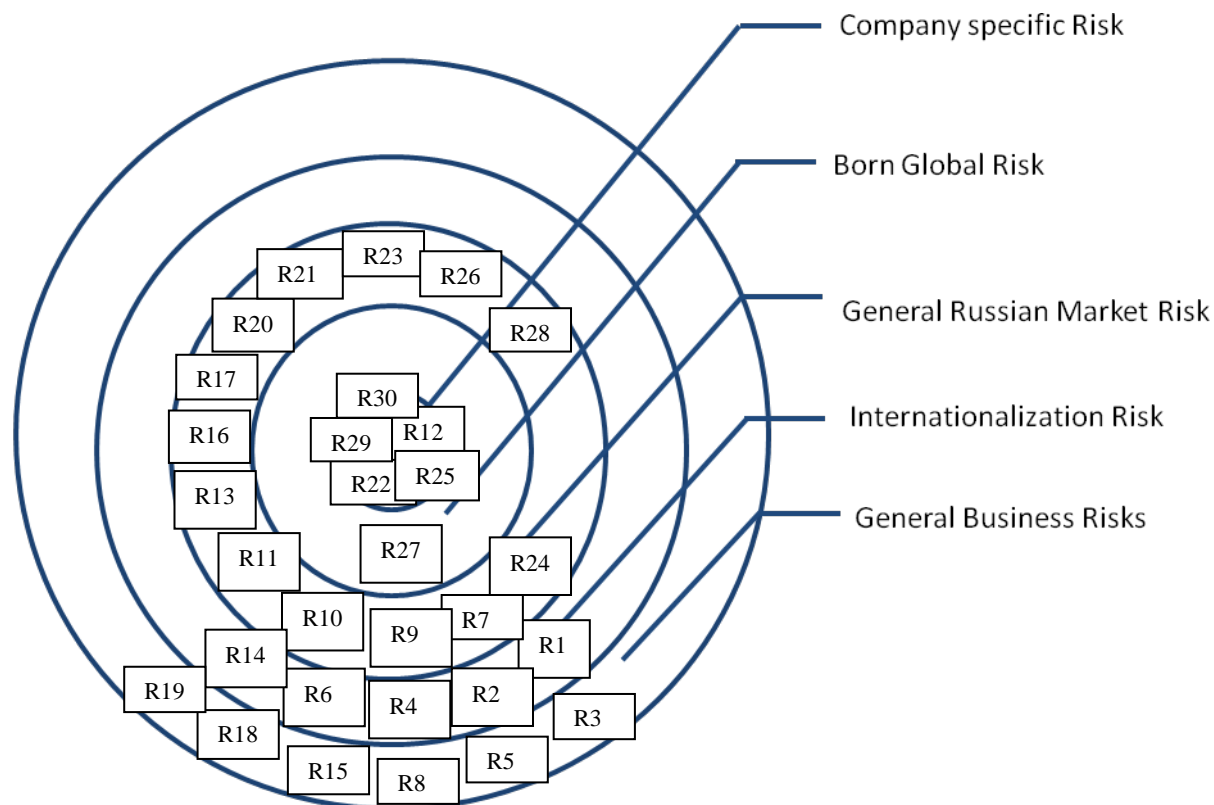 Company specific Risk
Born Global Risk
R23
R21
R26
General Russian Market Risk
R20
R28
R17
R30
Internationalization Risk
R16
R12
R29
R25
R22
R13
General Business Risks
R27
R11
R24
R10
R7
R9
R1
R14
R19
R6
R2
R4
R3
R18
R5
R15
R8